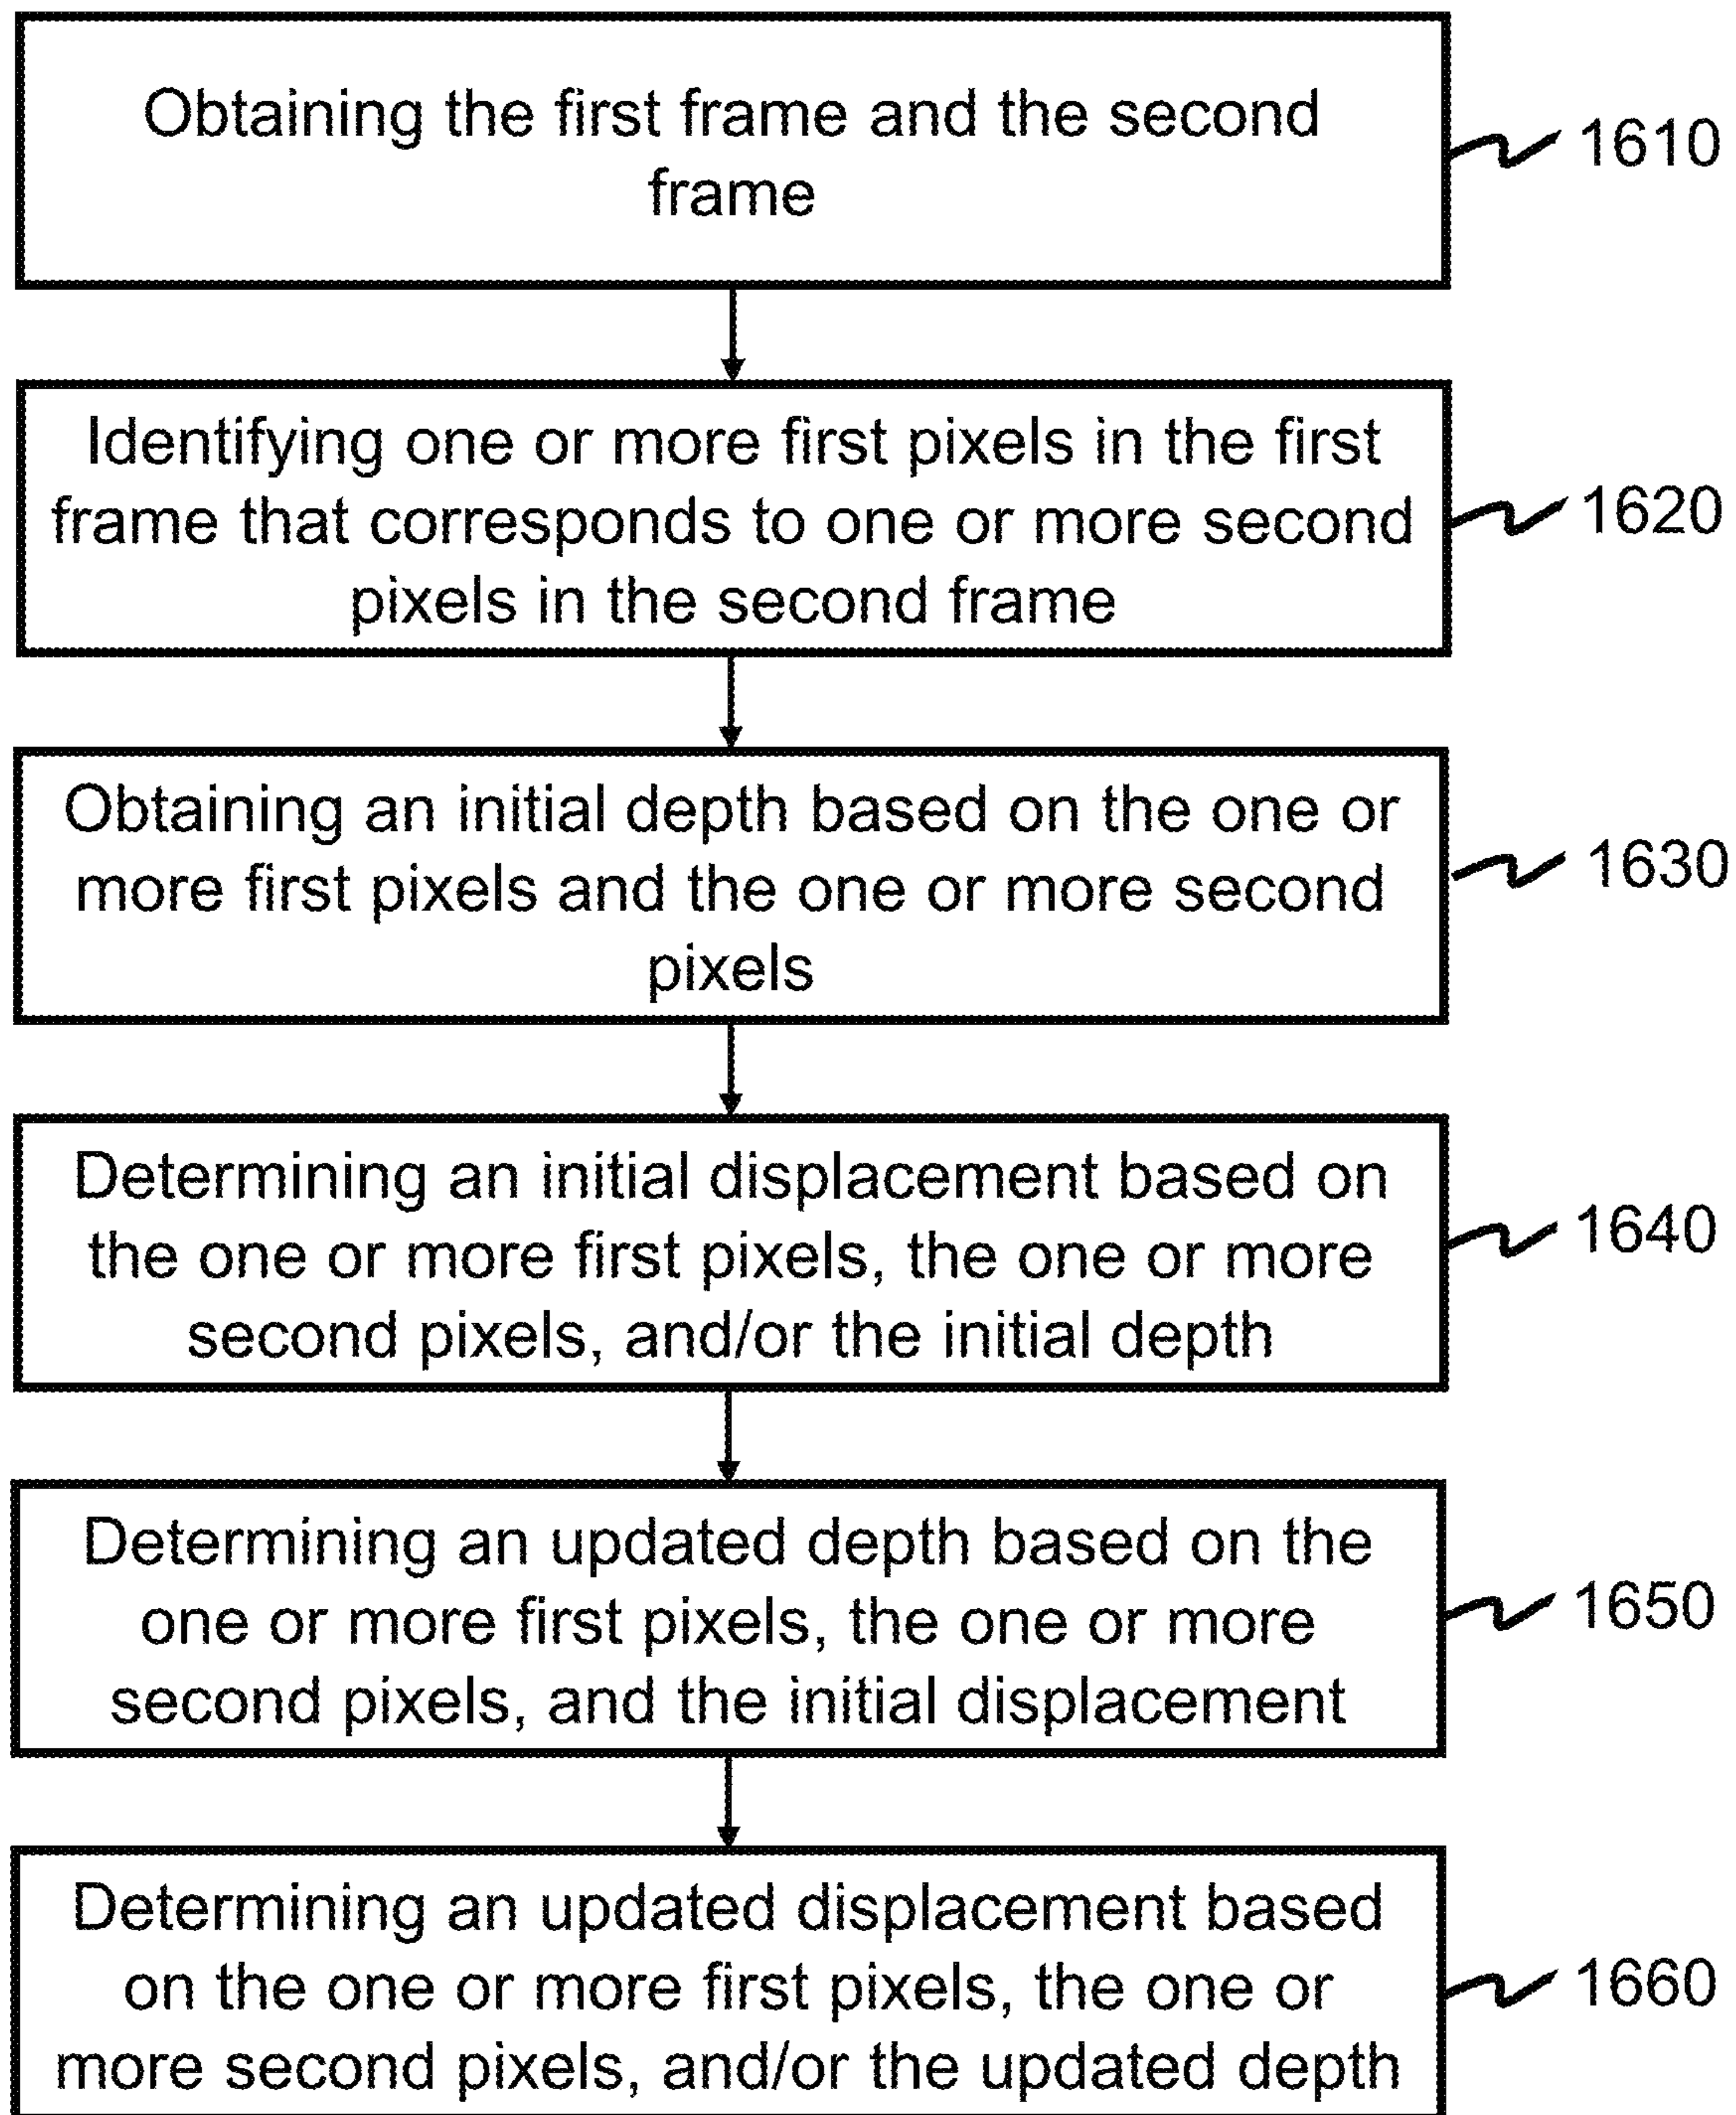 Obtaining the first frame and the second
frame
1610
Identifying one or more first pixels in the first
frame that corresponds to one or more second
pixels in the second frame
1620
Obtaining an initial depth based on the one or
more first pixels and the one or more second
pixels
1630
Determining an initial displacement based on
the one or more first pixels, the one or more
second pixels, and/or the initial depth
1640
Determining an updated depth based on the
one or more first pixels, the one or more
second pixels, and the initial displacement
1650
Determining an updated displacement based
on the one or more first pixels, the one or
more second pixels, and/or the updated depth
1660